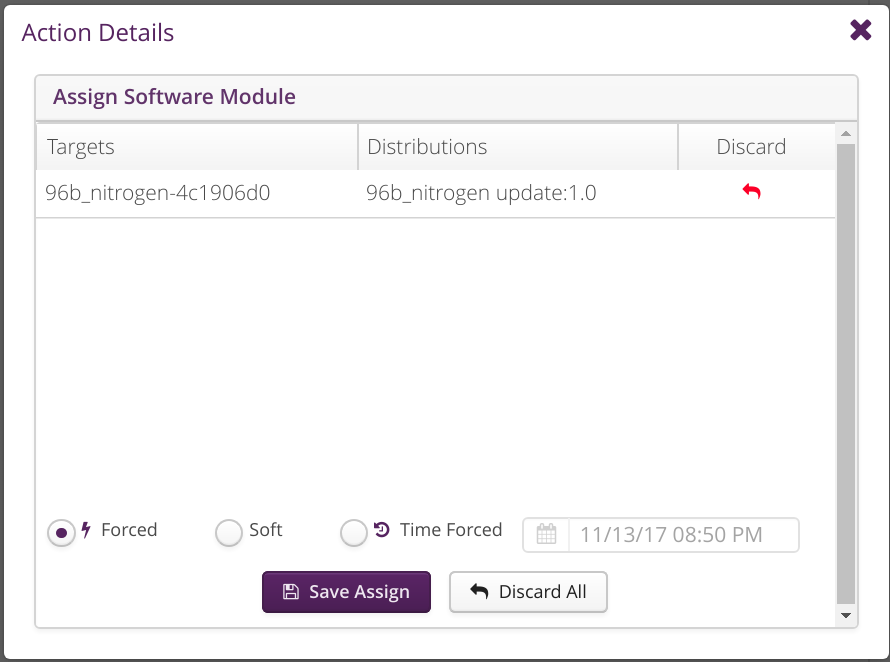 Action Details
Assign Software Module
Targets Distributions Discard
96b_nitrogen-4c1906d0 96b_nitrogen update:1.0
Forced Soft Time Forced 11/13/17 08:50 PM
Save Assign Discard All